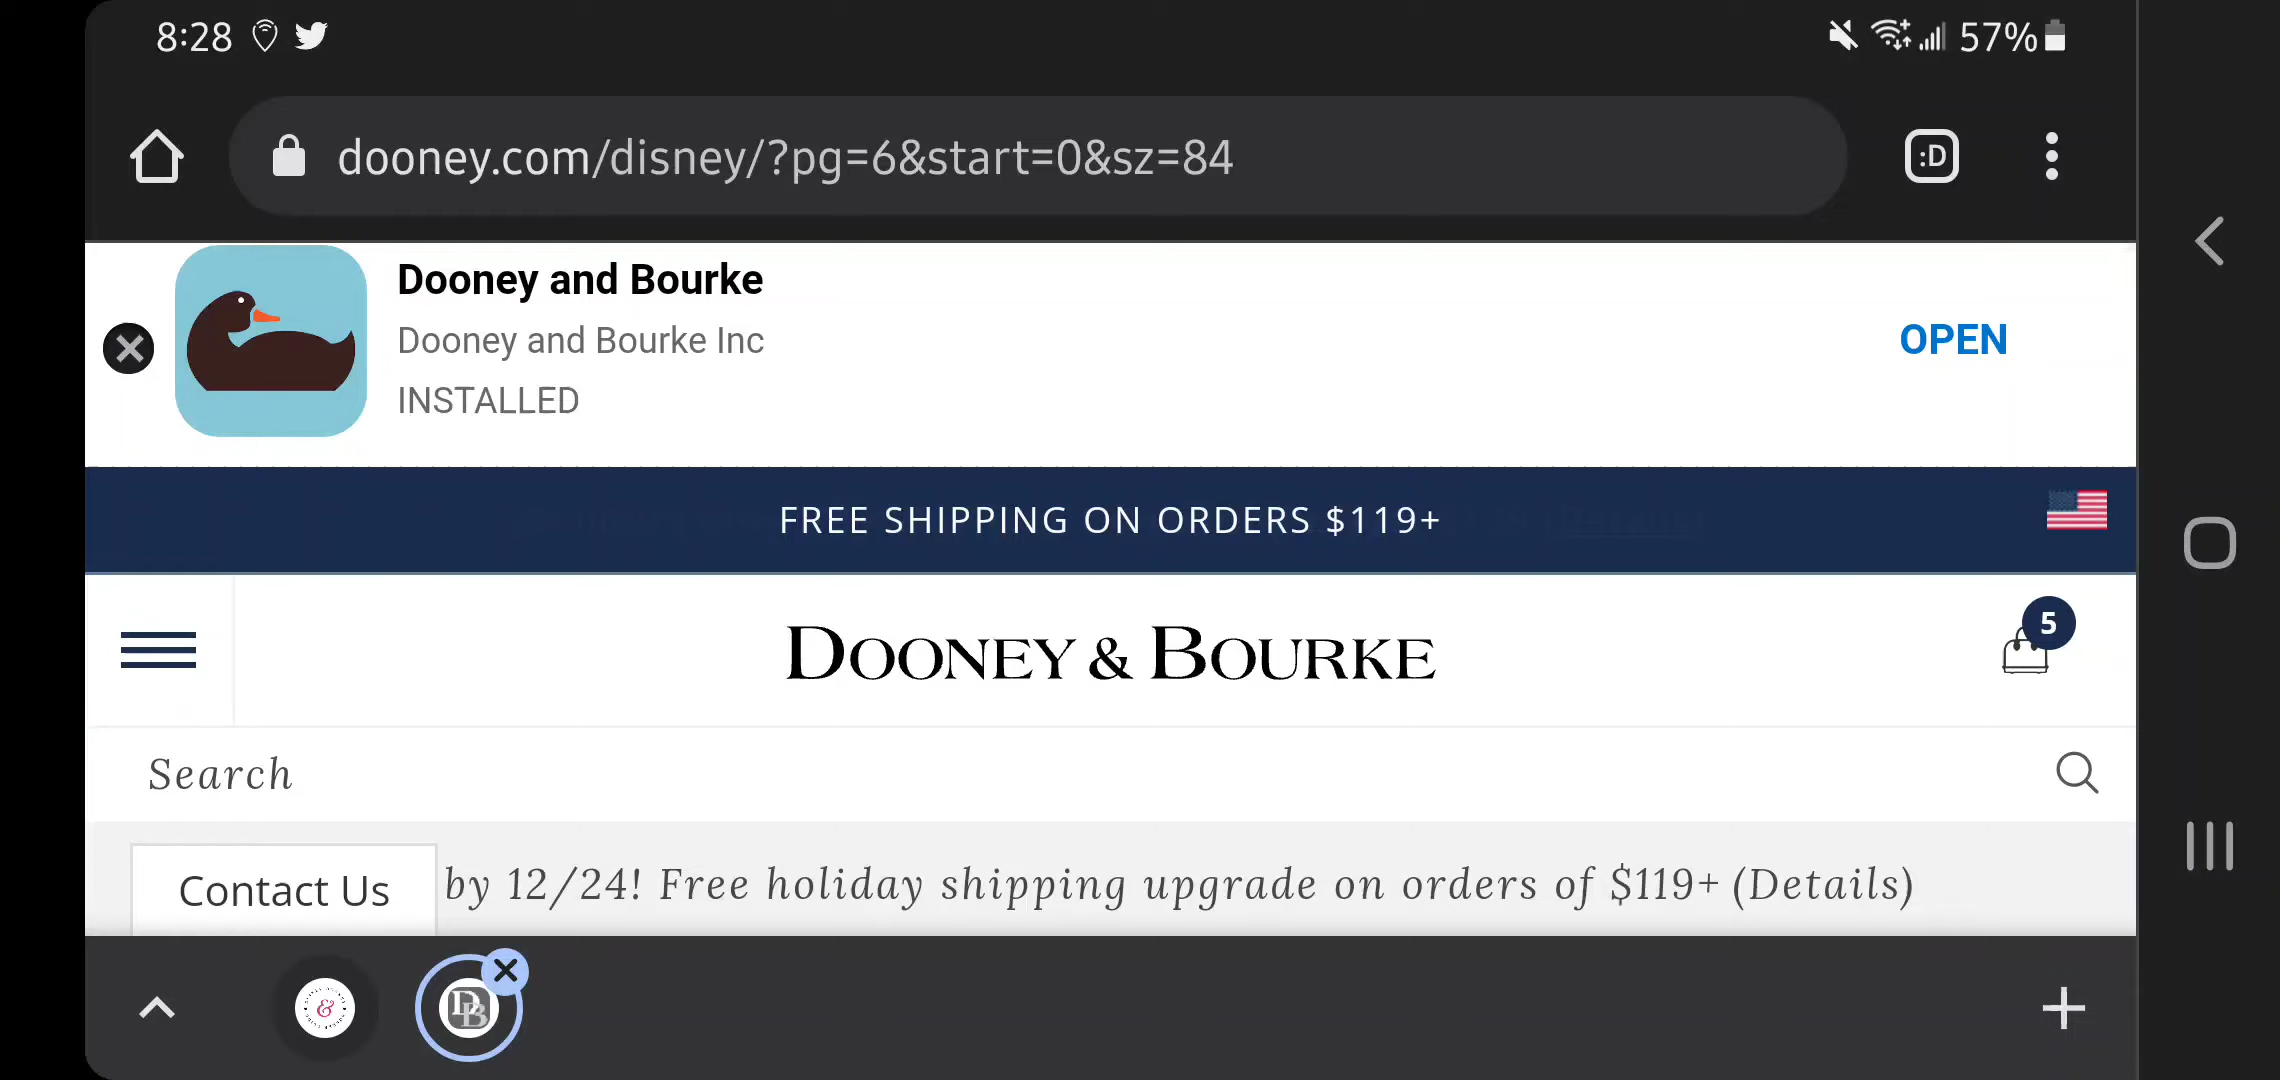 8:28
57%
dooney.com/disney/?pg=6&start=0&sz=84
:D
Dooney and Bourke
Dooney and Bourke Inc
INSTALLED
OPEN
FREE SHIPPING ON ORDERS $119+
DOONEY & BOURKE
5
Search
Contact Us
by 12/24! Free holiday shipping upgrade on orders of $119+ (Details)
&
DB